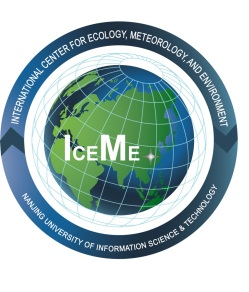 INTERNATIONAL CENTER FOR ECOLOGY, METEOROLOGY, AND ENVIRONMENT
ICEME
NANJING UNIVERSITY OF INFORMATION SCIENCE & TECHNOLOGY